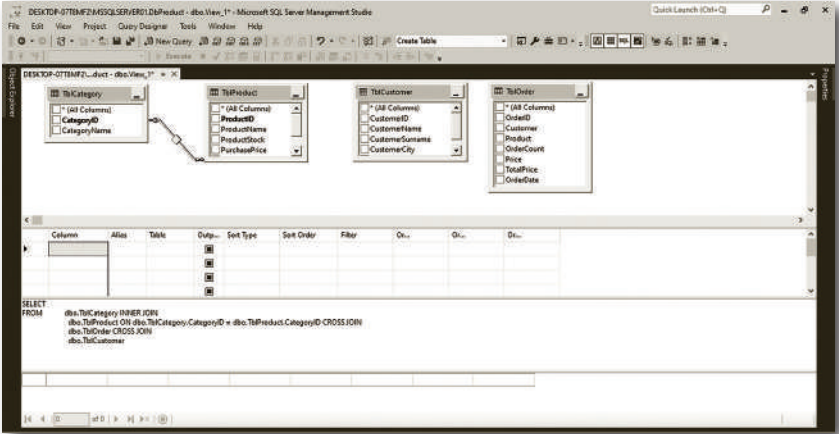 DESKTOP-07T8MF2\MSSQLSERVER01.DbProduct - dbo.View_1* - Microsoft SQL Server Management Studio
Quick Launch (Ctrl+Q)
File Edit View Project Query Designer Tools Window Help
New Query
Create Table
Execute
Object Explorer
DESKTOP-07T8MF2\...duct - dbo.View_1*
Properties
TblCategory
* (All Columns)
CategoryID
CategoryName
TblProduct
* (All Columns)
ProductID
ProductName
ProductStock
PurchasePrice
TblCustomer
* (All Columns)
CustomerID
CustomerName
CustomerSurname
CustomerCity
TblOrder
* (All Columns)
OrderID
Customer
Product
OrderCount
Price
TotalPrice
OrderDate
Column Alias Table Outp... Sort Type Sort Order Filter Or... Or... Or...
SELECT
FROM dbo.TblCategory INNER JOIN
dbo.TblProduct ON dbo.TblCategory.CategoryID = dbo.TblProduct.CategoryID CROSS JOIN
dbo.TblOrder CROSS JOIN
dbo.TblCustomer
0 of 0